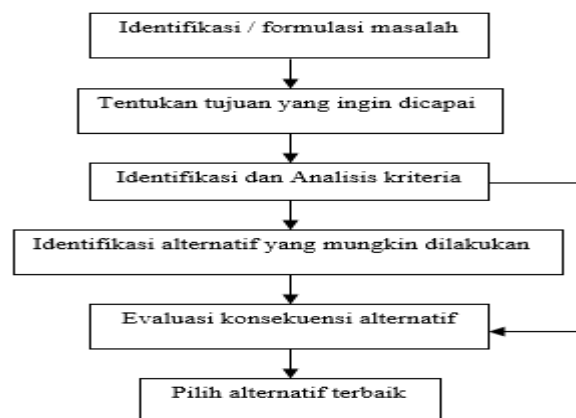 Identifikasi / formulasi masalah
Tentukan tujuan yang ingin dicapai
Identifikasi dan Analisis kriteria
Identifikasi alternatif yang mungkin dilakukan
Evaluasi konsekuensi alternatif
Pilih alternatif terbaik